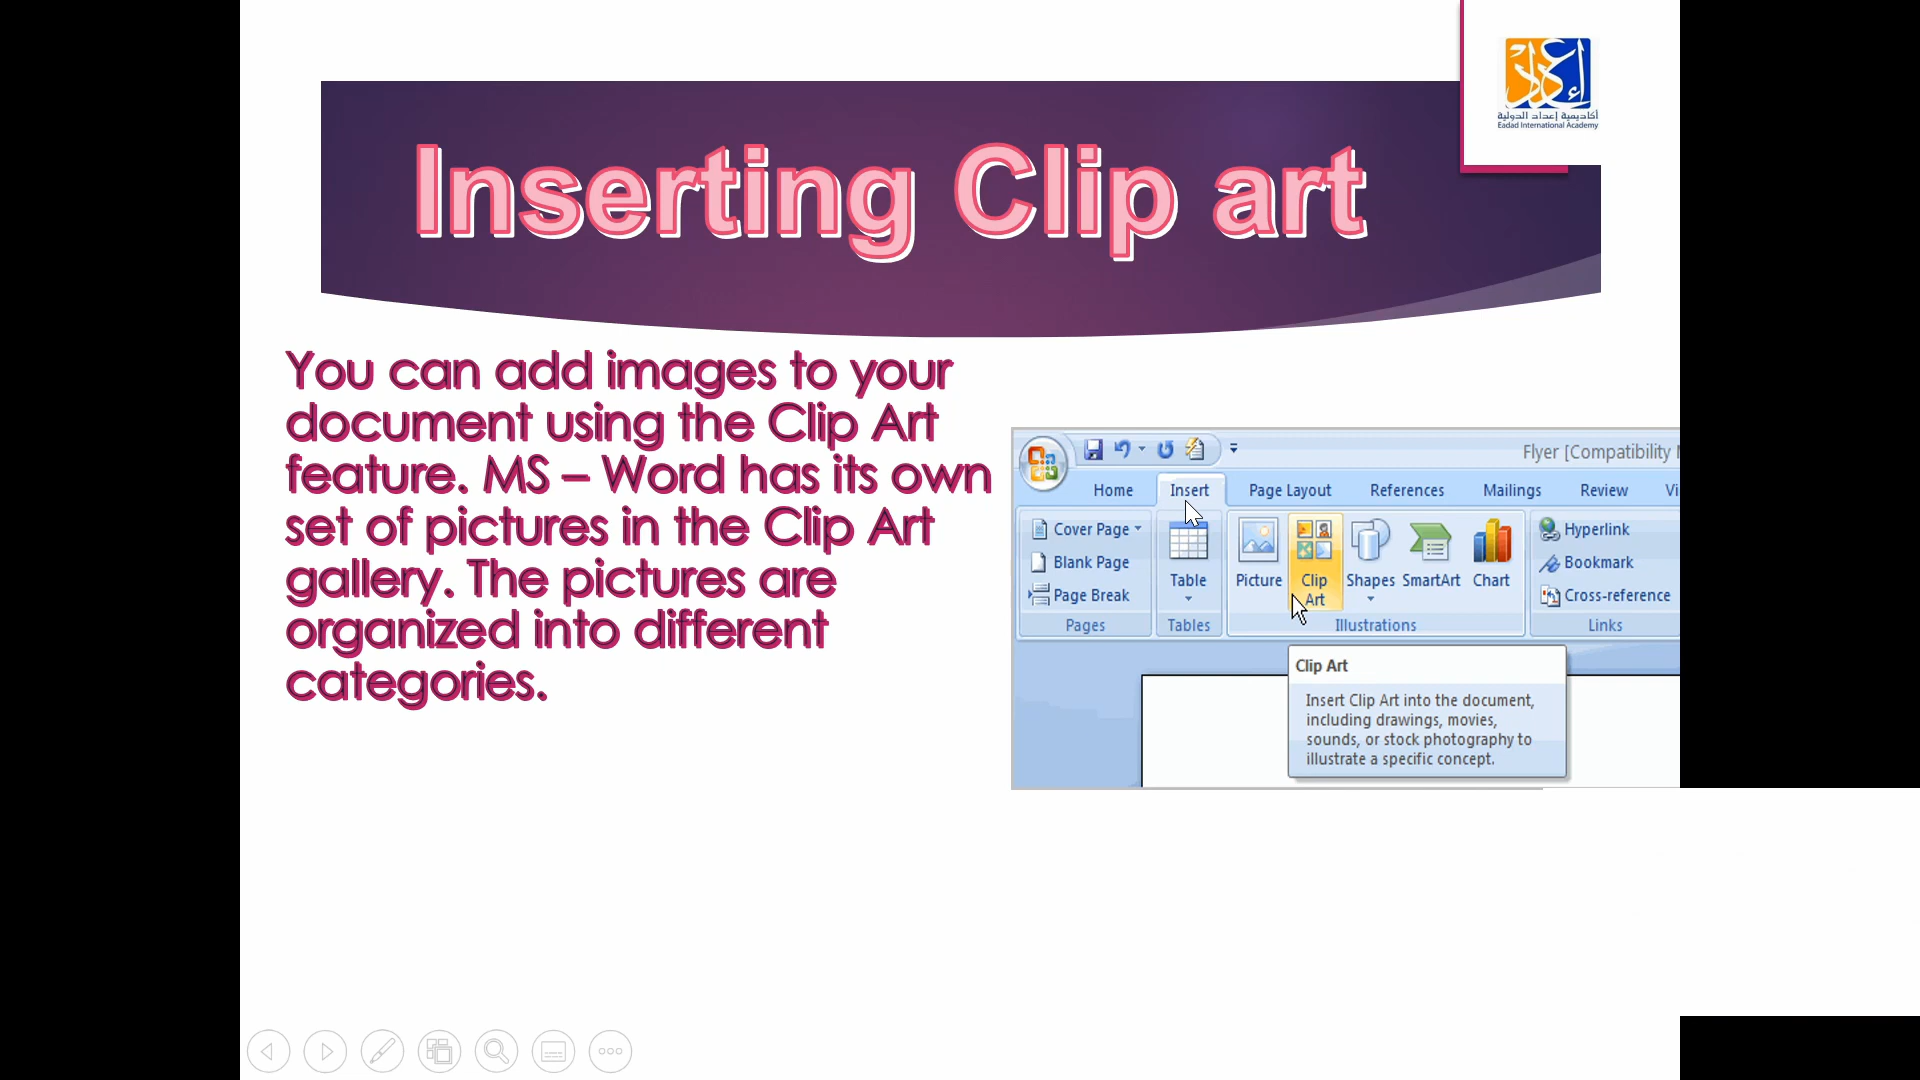 أكاديمية إعداد الدولية
Eadad International Academy
Inserting Clip art
You can add images to your
document using the Clip Art
feature. MS – Word has its own
set of pictures in the Clip Art
gallery. The pictures are
organized into different
categories.
Flyer [Compatibility
Home Insert Page Layout References Mailings Review Vi
Cover Page
Blank Page
Page Break
Pages
Table
Tables
Picture Clip Art Shapes SmartArt Chart
Illustrations
Hyperlink
Bookmark
Cross-reference
Links
Clip Art
Insert Clip Art into the document,
including drawings, movies,
sounds, or stock photography to
illustrate a specific concept.